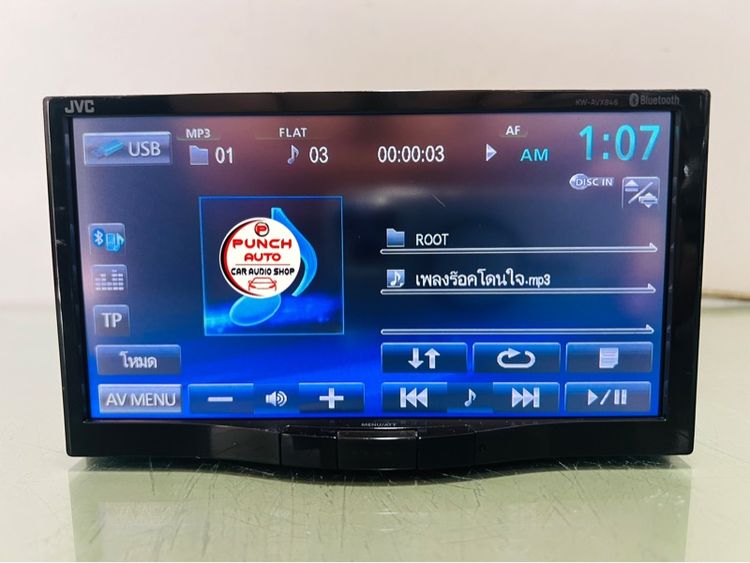 JVC
KW-AVX846 Bluetooth
USB
MP3
FLAT
AF
01
03
00:00:03
AM
1:07
DISC IN
P
PUNCH
AUTO
CAR AUDIO SHOP
ROOT
เพลงร๊อคโดนใจ.mp3
TP
โหมด
AV MENU
MENU/ATT